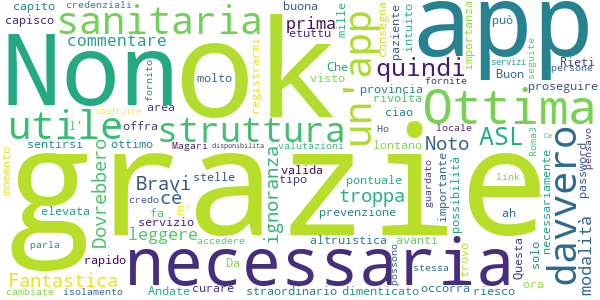 capito credenziali buona mille
capisco sanitaria prima etuttu Che visto
commentare un'app paziente intuito consegna
Non ok app può
servizi persone
fornito molto registrarmi quindi importanza seguite fornite Buon Rieti
proseguire
area usufruire provincia rivolta ciao
utile l' offra Ottima
struttura lontano Ho locale
sentirsi ottimo Magari disponibilita valutazioni Noto ASL Roma3 pensavo
grazie davvero
momento Dovrebbero Bravi stelle ignoranza valida tipo pontuale troppa guardato importante possibilità necessariamente è password modalità
elevata cè fa E'
servizio prevenzione ah link
parla rapido leggere credo accedere altruistica avanti solo
Fantastica necessaria Da possono trovo stessa Questa ora
curare occorra
cambiate isolamento Andate straordinario dimenticato riesco